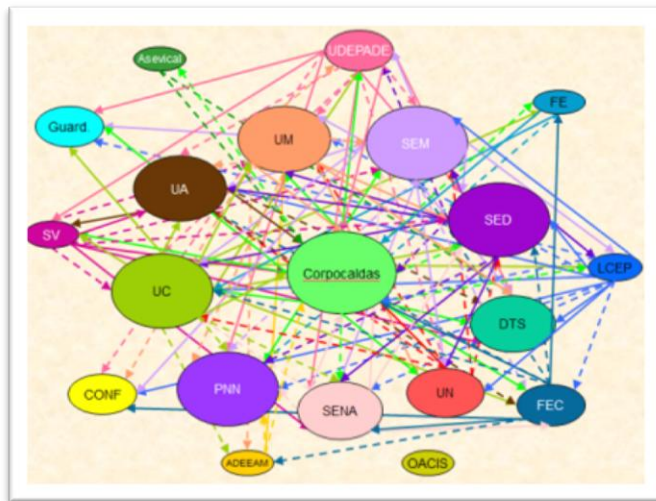 UDEPADE
Asevical
FE
Guard.
UM
SEM
UA
SED
SV
Corpocaldas
LCEP
UC
DTS
PNN
UN
CONF
SENA
FEC
ADEEAM
OACIS